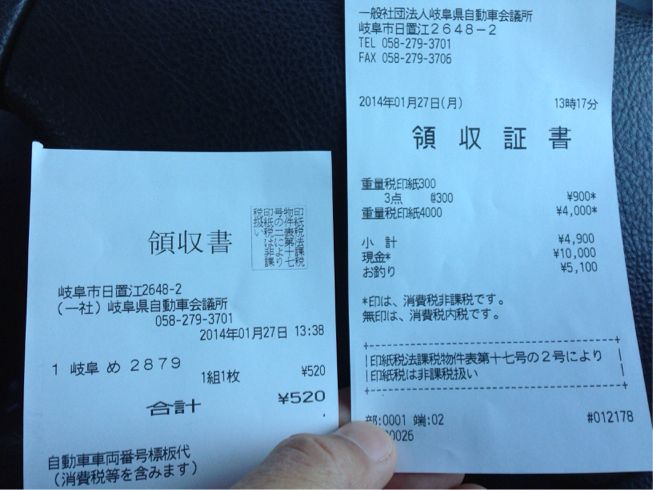 領収書
印紙税法課税
物件表第十七
号の二により
印紙税は非課
税扱い
岐阜市日置江2648-2
(一社)岐阜県自動車会議所
058-279-3701
2014年01月27日 13:38
1 岐阜 め 2879
1組1枚 ¥520
合計 ¥520
自動車車両番号標板代
(消費税等を含みます)
一般社団法人岐阜県自動車会議所
岐阜市日置江2648-2
TEL 058-279-3701
FAX 058-279-3706
2014年01月27日(月) 13時17分
領収証書
重量税印紙300
3点 @300 ¥900*
重量税印紙4000 ¥4,000*
小 計 ¥4,900
現金* ¥10,000
お釣り ¥5,100
*印は、消費税非課税です。
無印は、消費税内税です。
印紙税法課税物件表第十七号の2号により
印紙税は非課税扱い
部:0001 端:02 #012178
0026